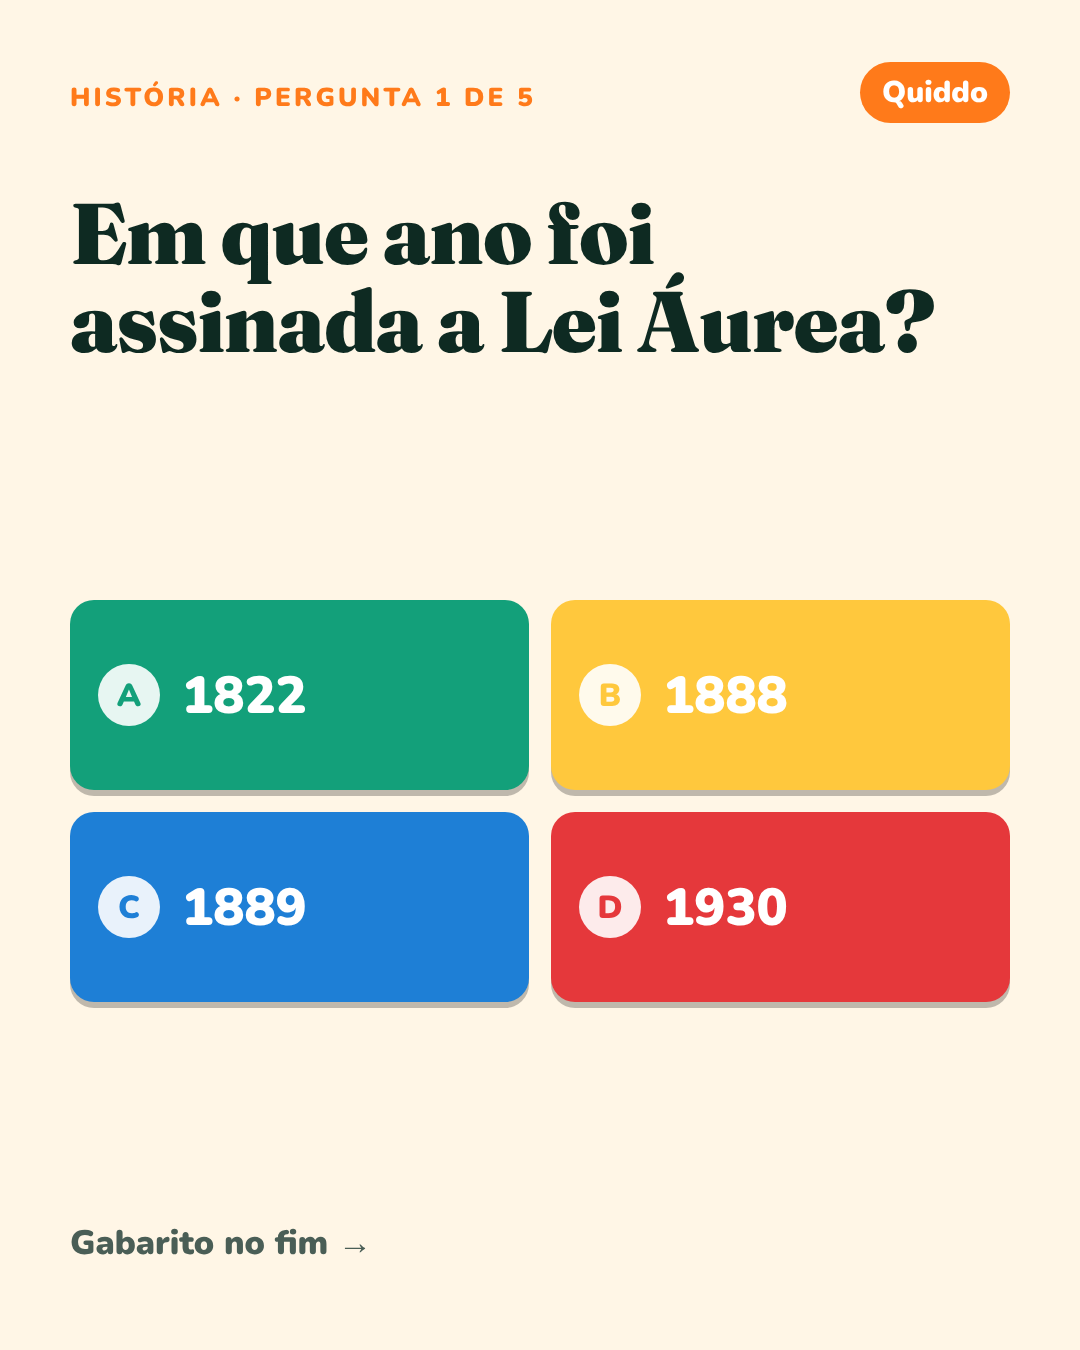 HISTÓRIA · PERGUNTA 1 DE 5
Quiddo
Em que ano foi
assinada a Lei Áurea?
A 1822
B 1888
C 1889
D 1930
Gabarito no fim →